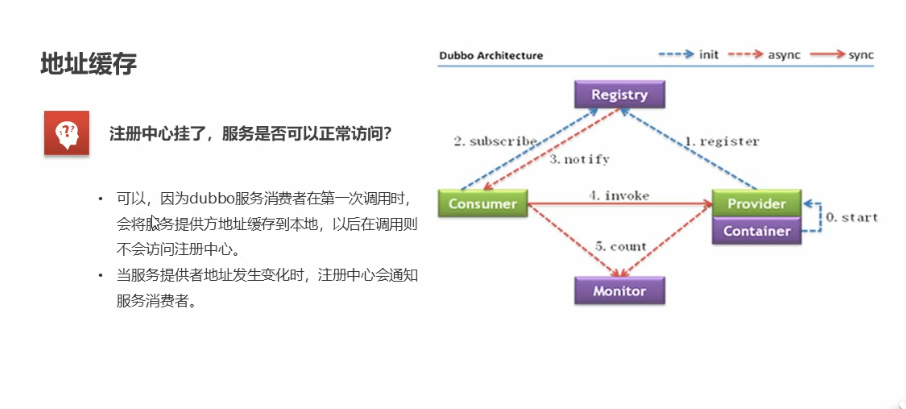 地址缓存
注册中心挂了，服务是否可以正常访问？
• 可以，因为dubbo服务消费者在第一次调用时，
会将服务提供方地址缓存到本地，以后在调用则
不会访问注册中心。
• 当服务提供者地址发生变化时，注册中心会通知
服务消费者。
Dubbo Architecture
init
async
sync
Registry
2. subscribe
1. register
3. notify
Consumer
4. invoke
Provider
Container
0. start
5. count
Monitor